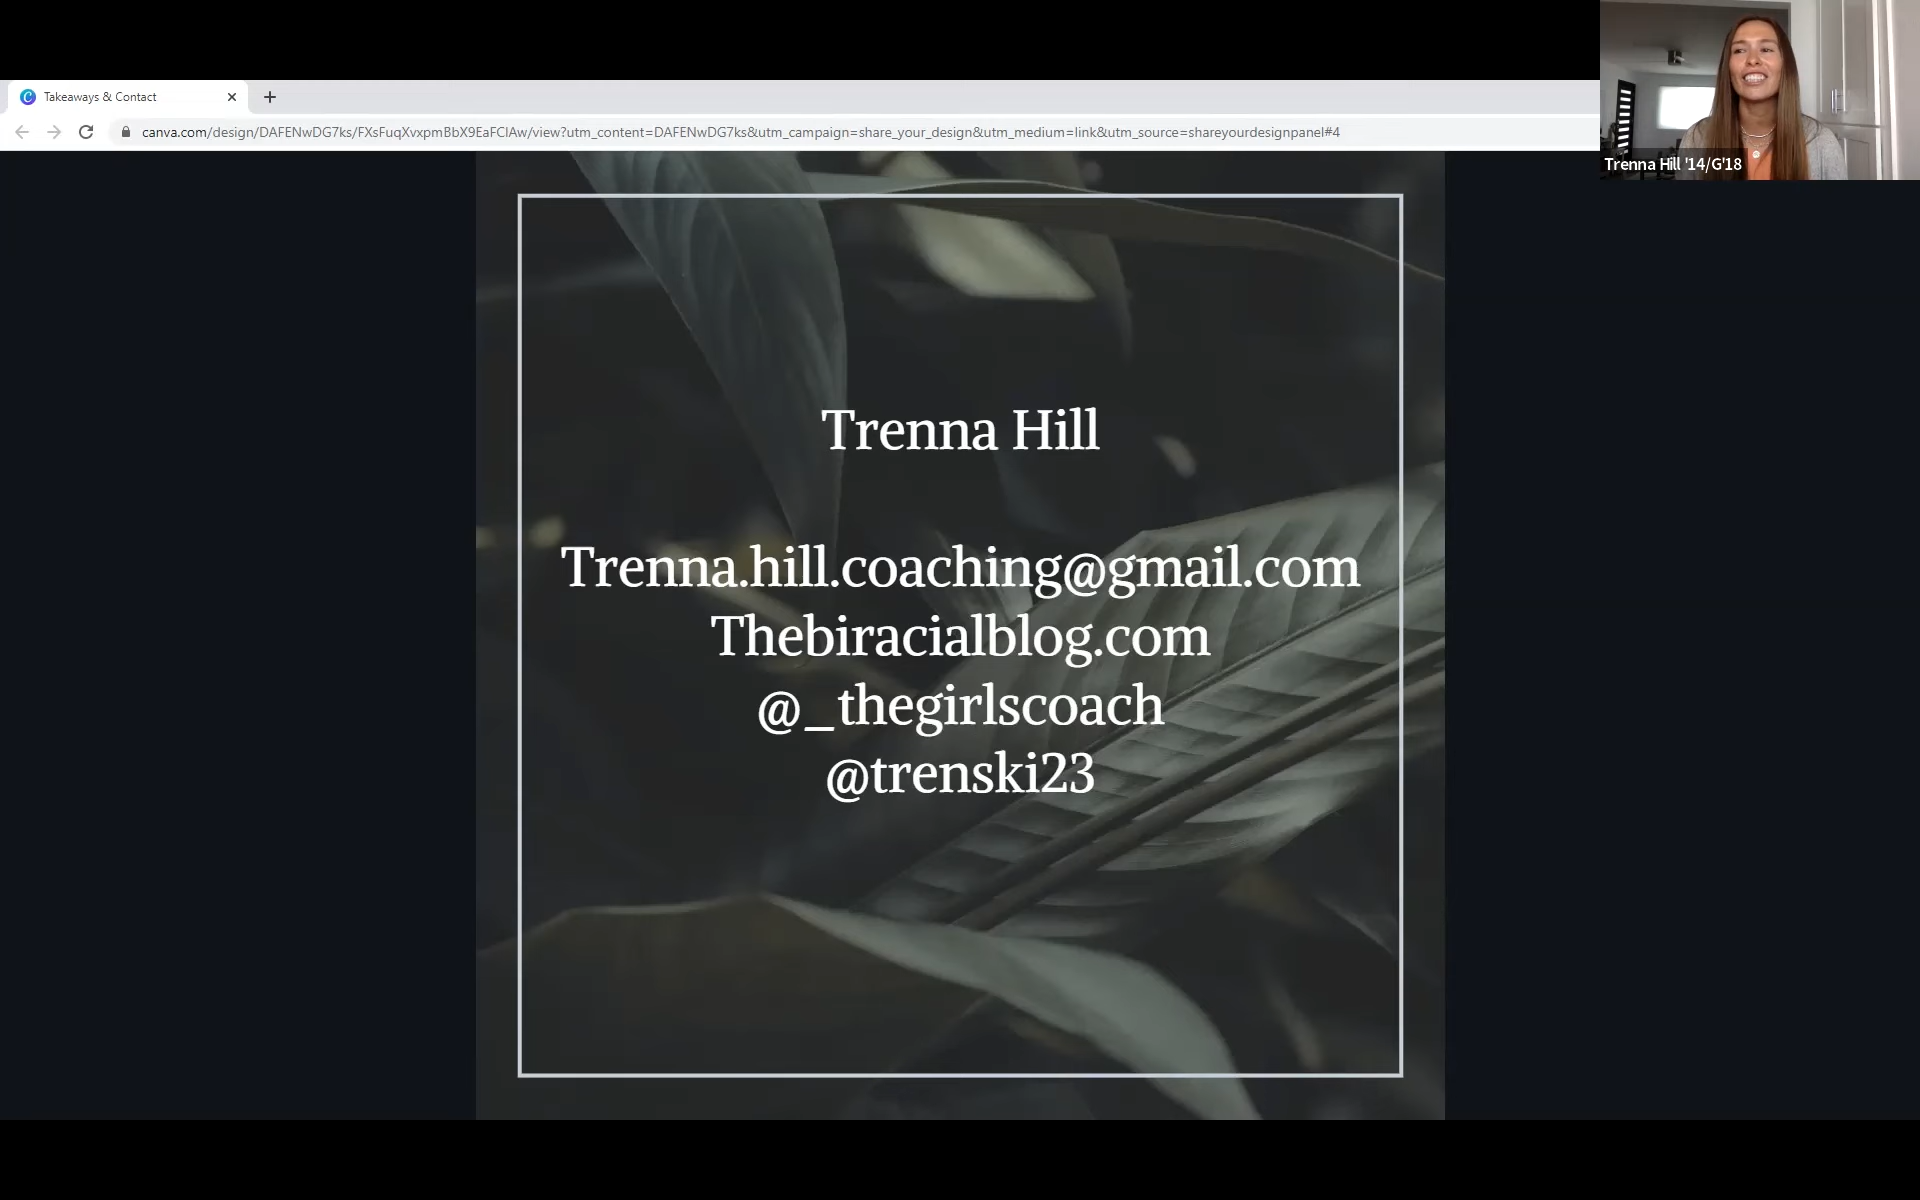 Takeaways & Contact
canva.com/design/DAFENwDG7ks/FXsFuqXvxpmBbX9EaFClAw/view?utm_content=DAFENwDG7ks&utm_campaign=share_your_design&utm_medium=link&utm_source=shareyourdesignpanel#4
Trenna Hill '14/G'18
Trenna Hill
Trenna.hill.coaching@gmail.com
Thebiracialblog.com
@_thegirlscoach
@trenski23